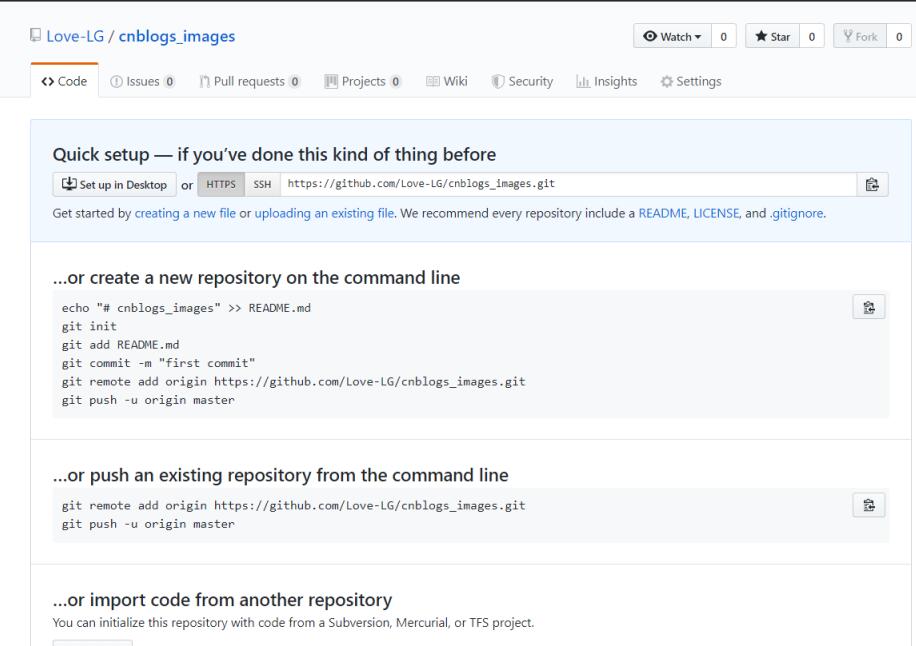 Love-LG / cnblogs_images
Watch 0 Star 0 Fork 0
Code Issues 0 Pull requests 0 Projects 0 Wiki Security Insights Settings
Quick setup — if you've done this kind of thing before
Set up in Desktop or HTTPS SSH https://github.com/Love-LG/cnblogs_images.git
Get started by creating a new file or uploading an existing file. We recommend every repository include a README, LICENSE, and .gitignore.
…or create a new repository on the command line
echo "# cnblogs_images" >> README.md
git init
git add README.md
git commit -m "first commit"
git remote add origin https://github.com/Love-LG/cnblogs_images.git
git push -u origin master
…or push an existing repository from the command line
git remote add origin https://github.com/Love-LG/cnblogs_images.git
git push -u origin master
…or import code from another repository
You can initialize this repository with code from a Subversion, Mercurial, or TFS project.